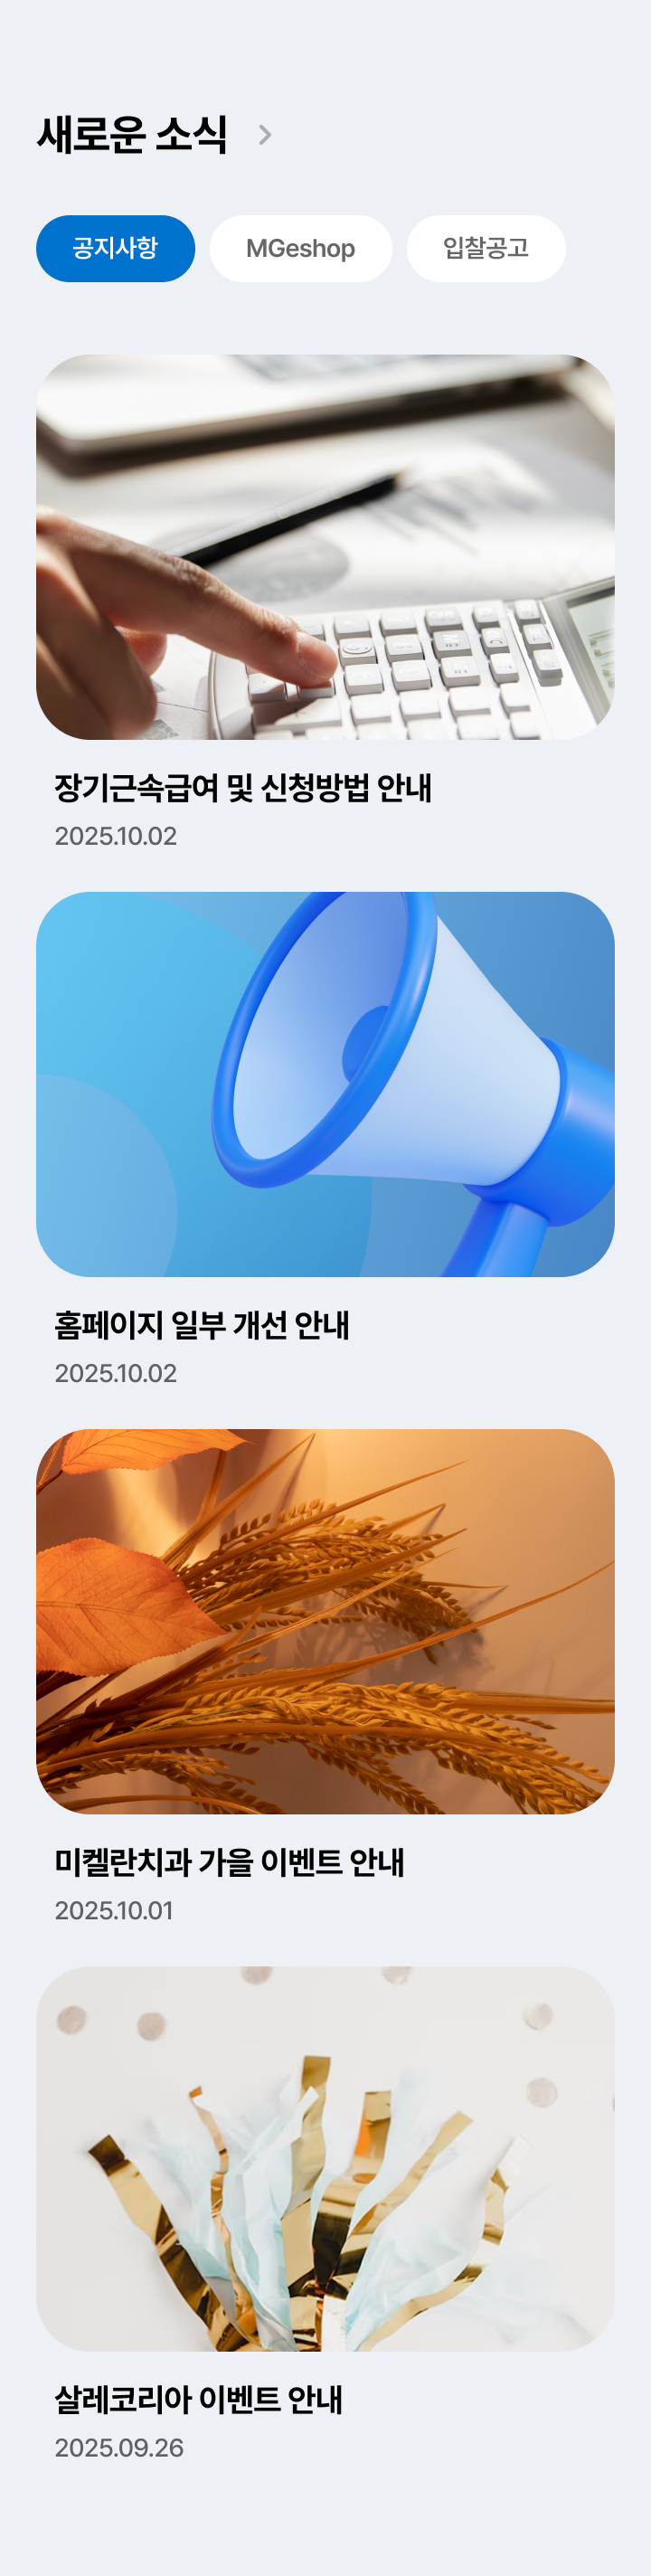 새로운 소식
공지사항
MGeshop
입찰공고
장기근속급여 및 신청방법 안내
2025.10.02
홈페이지 일부 개선 안내
2025.10.02
미켈란치과 가을 이벤트 안내
2025.10.01
살레코리아 이벤트 안내
2025.09.26